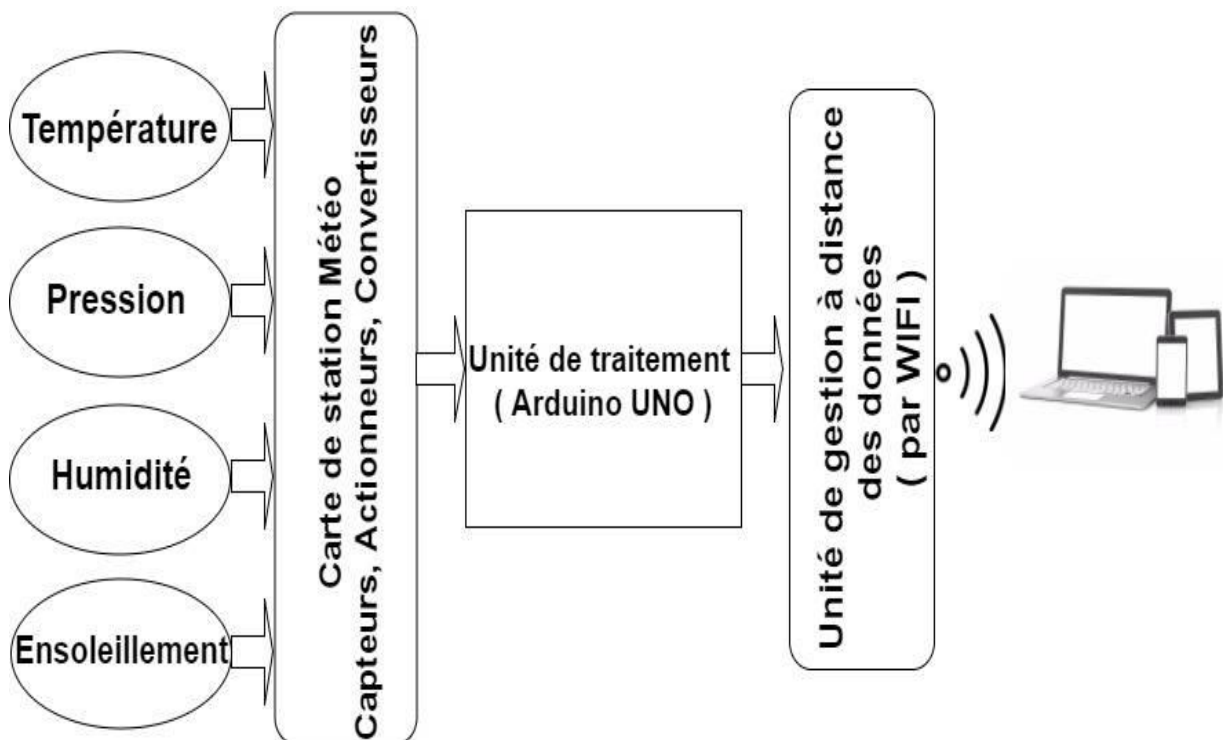 Température
Pression
Humidité
Ensoleillement
Carte de station Météo
Capteurs, Actionneurs, Convertisseurs
Unité de traitement
( Arduino UNO )
Unité de gestion à distance
des données
( par WIFI )